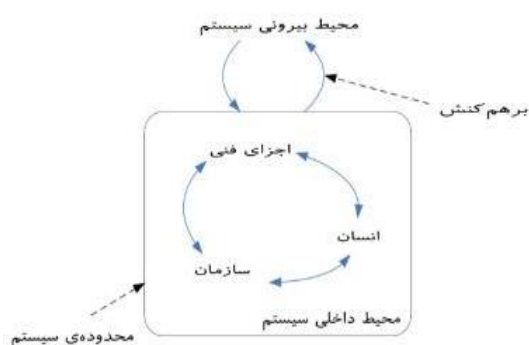 محیط بیرونی سیستم
برهم‌کنش
اجزای فنی
انسان
سازمان
محیط داخلی سیستم
محدوده‌ی سیستم